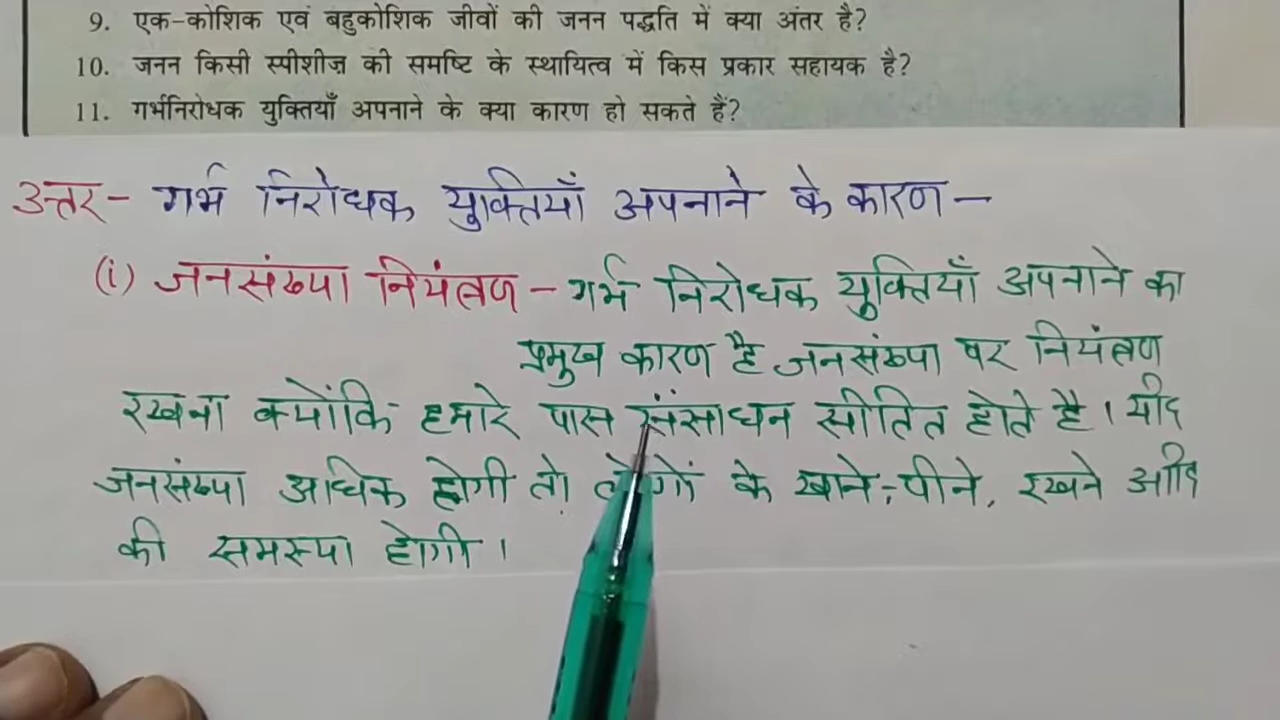 9. एक-कोशिक एवं बहुकोशिक जीवों की जनन पद्धति में क्या अंतर है?
10. जनन किसी स्पीशीज़ की समष्टि के स्थायित्व में किस प्रकार सहायक है?
11. गर्भनिरोधक युक्तियाँ अपनाने के क्या कारण हो सकते हैं?
उत्तर- गर्भ निरोधक युक्तियाँ अपनाने के कारण-
(i) जनसंख्या नियंत्रण - गर्भ निरोधक युक्तियाँ अपनाने का
प्रमुख कारण है जनसंख्या पर नियंत्रण
रखना क्योंकि हमारे पास संसाधन सीतित होते है। यदि
जनसंख्या अधिक होगी तो लोगों के खाने-पीने, रखने आदि
की समस्या होगी।